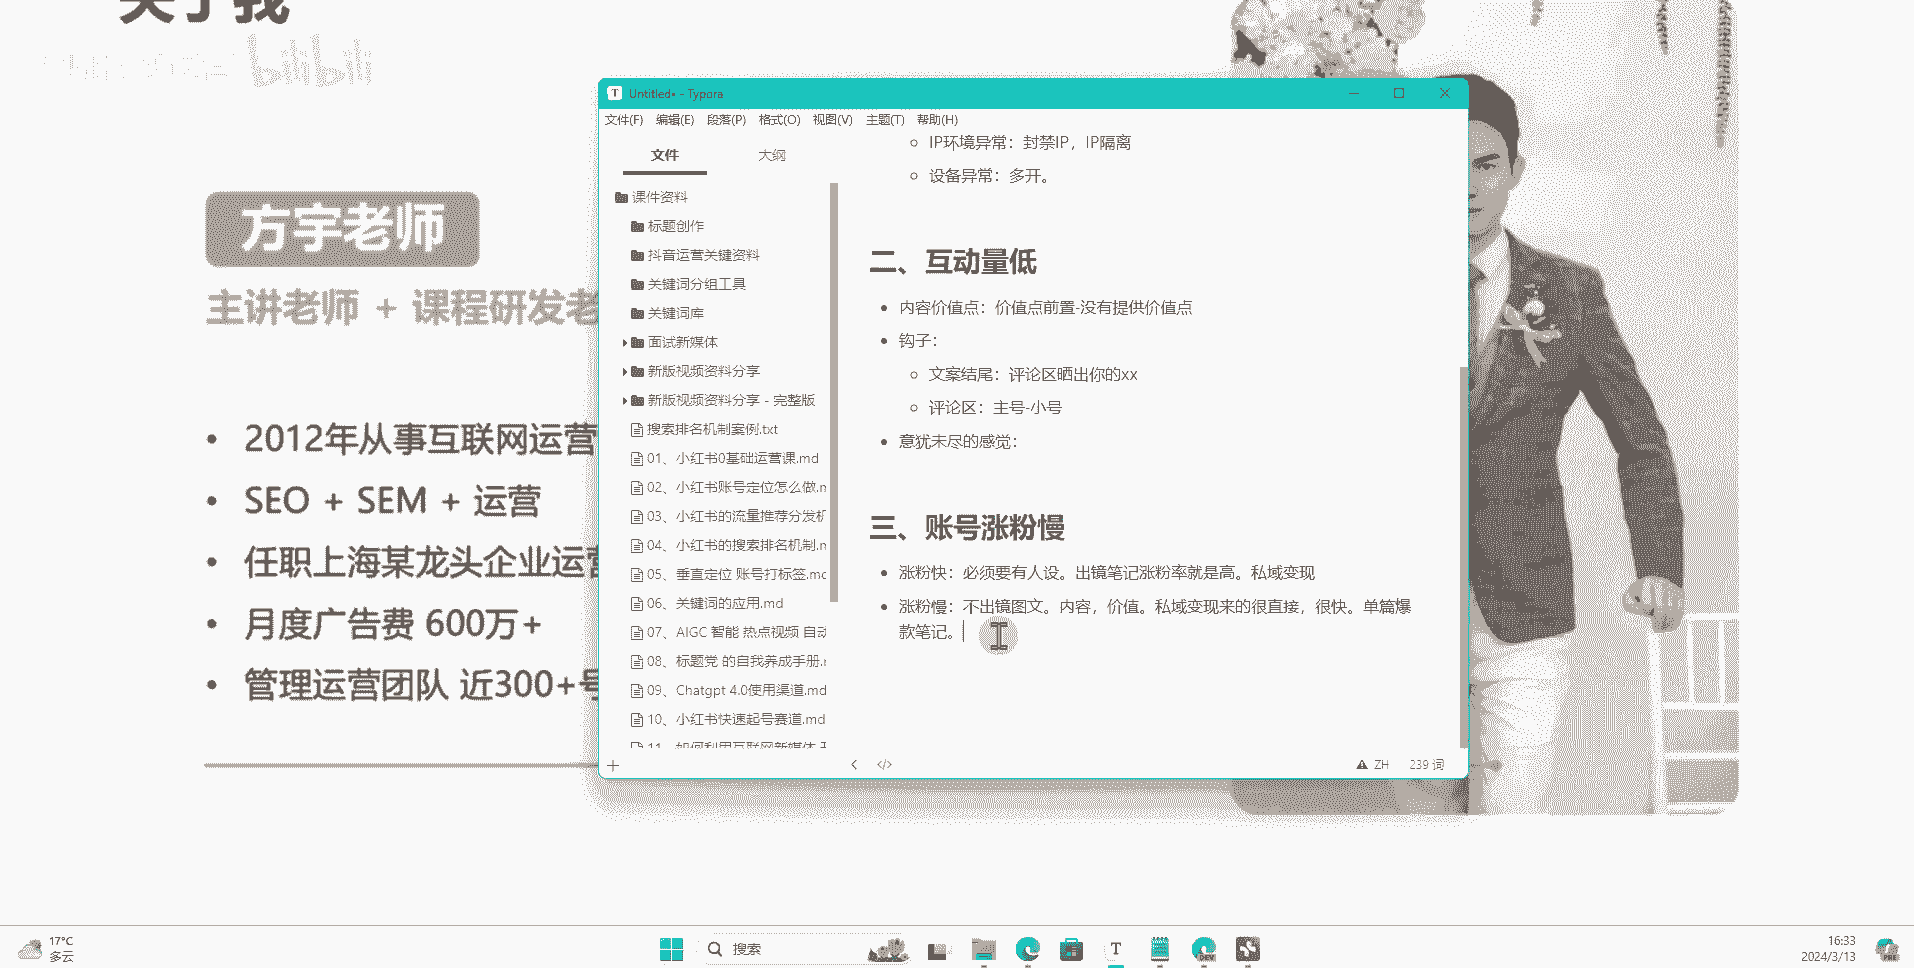 关于我
bilibili
方宇老师
主讲老师 + 课程研发老
2012年从事互联网运营
SEO + SEM + 运营
任职上海某龙头企业运营
月度广告费 600万+
管理运营团队 近300+号
Untitled• - Typora
文件(F) 编辑(E) 段落(P) 格式(O) 视图(V) 主题(T) 帮助(H)
文件 大纲
课件资料
标题创作
抖音运营关键资料
关键词分组工具
关键词库
面试新媒体
新版视频资料分享
新版视频资料分享 - 完整版
搜索排名机制案例.txt
01、小红书0基础运营课.md
02、小红书账号定位怎么做.m
03、小红书的流量推荐分发机
04、小红书的搜索排名机制.m
05、垂直定位 账号打标签.md
06、关键词的应用.md
07、AIGC 智能 热点视频 自动
08、标题党 的自我养成手册.m
09、Chatgpt 4.0使用渠道.md
10、小红书快速起号赛道.md
11、如何利用互联网新媒体
IP环境异常：封禁IP，IP隔离
设备异常：多开。
二、互动量低
内容价值点：价值点前置-没有提供价值点
钩子：
文案结尾：评论区晒出你的xx
评论区：主号-小号
意犹未尽的感觉：
三、账号涨粉慢
涨粉快：必须要有人设。出镜笔记涨粉率就是高。私域变现
涨粉慢：不出镜图文。内容，价值。私域变现来的很直接，很快。单篇爆
款笔记。
ZH 239 词
17°C
多云
搜索
T
DEV
16:33
2024/3/13
PRE